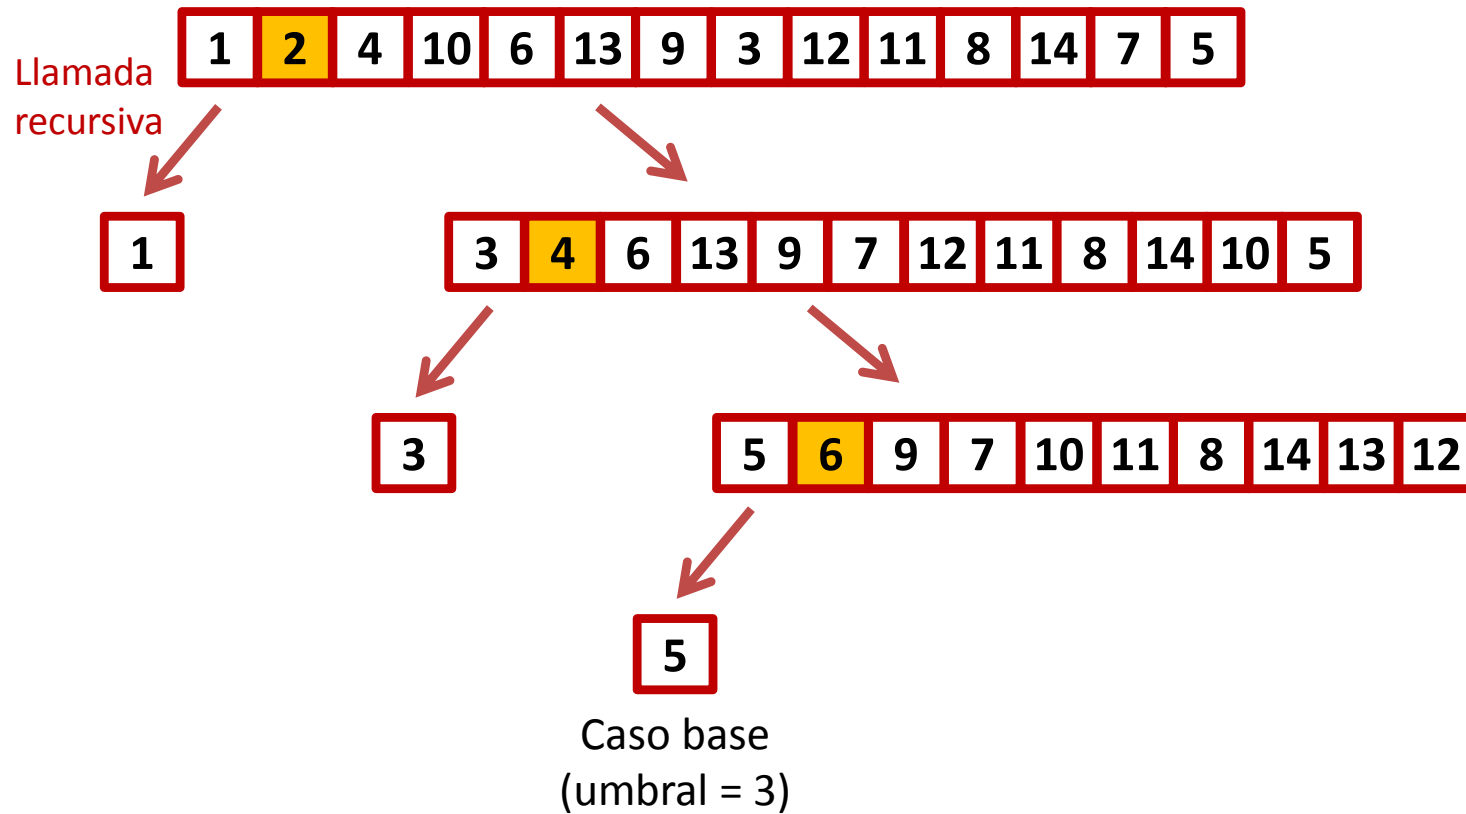 1 2 4 10 6 13 9 3 12 11 8 14 7 5
Llamada
recursiva
1
3 4 6 13 9 7 12 11 8 14 10 5
3
5 6 9 7 10 11 8 14 13 12
5
Caso base
(umbral = 3)